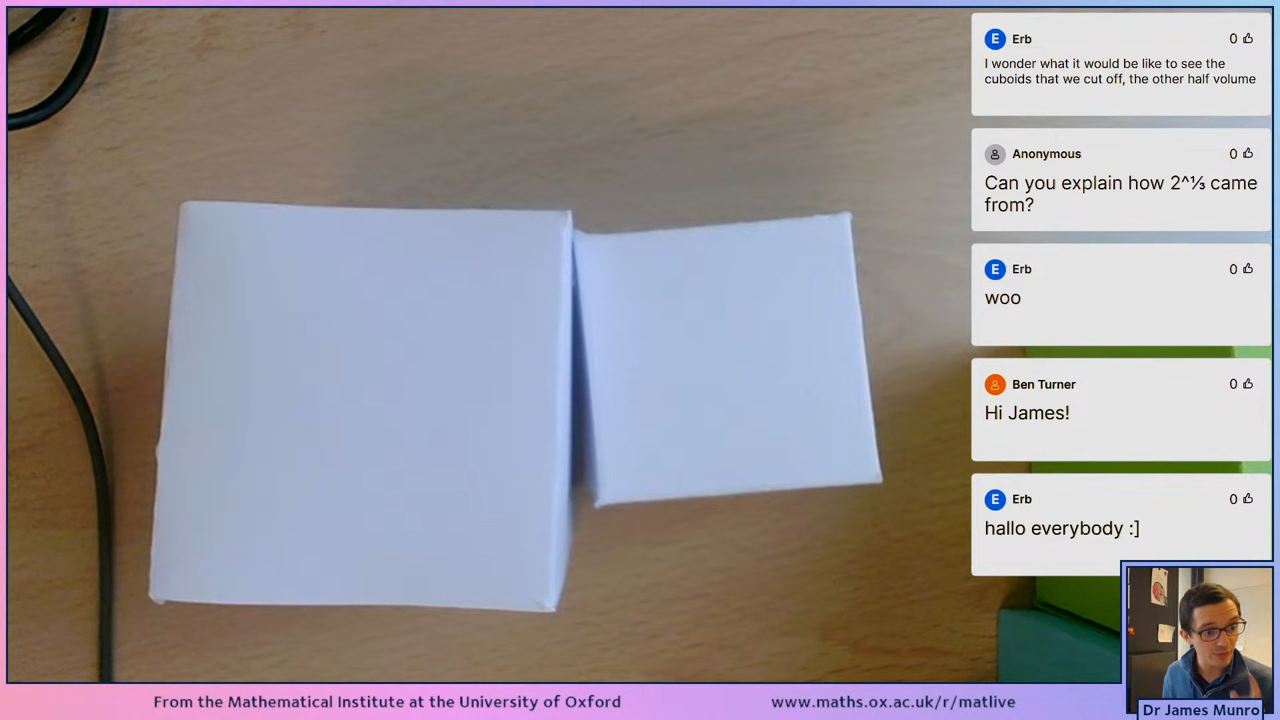 E Erb 0
I wonder what it would be like to see the
cuboids that we cut off, the other half volume
Anonymous 0
Can you explain how 2^⅓ came
from?
E Erb 0
woo
Ben Turner 0
Hi James!
E Erb 0
hallo everybody :]
Dr James Munro
From the Mathematical Institute at the University of Oxford www.maths.ox.ac.uk/r/matlive